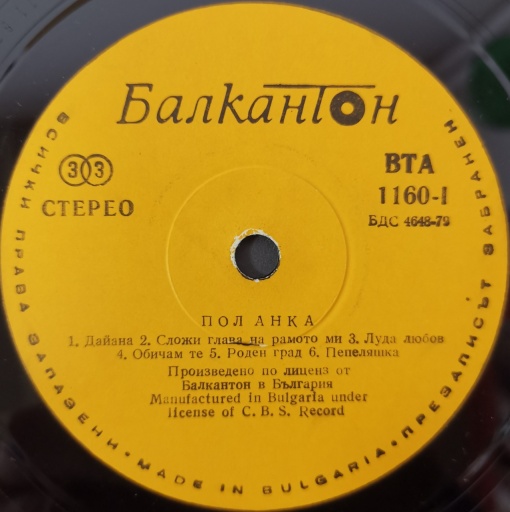 Балкантон
33
СТЕРЕО
ВТА
1160-I
БДС 4648-79
ПОЛ АНКА
1. Дайана 2. Сложи глава на рамото ми 3. Луда любов
4. Обичам те 5. Роден град 6. Пепеляшка
Произведено по лиценз от
Балкантон в България
Manufactured in Bulgaria under
license of C. B. S. Record
ВСИЧКИ ПРАВА ЗАПАЗЕНИ • MADE IN BULGARIA • ПРЕЗАПИСЪТ ЗАБРАНЕН